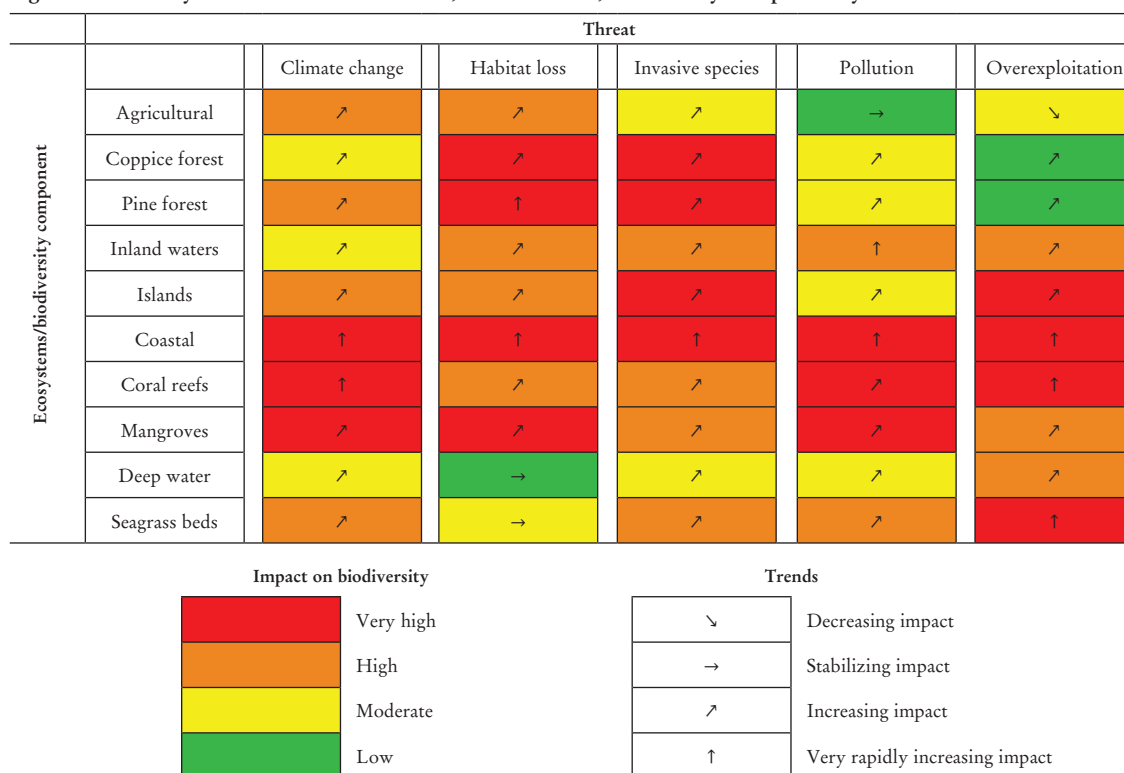 Threat
Climate change Habitat loss Invasive species Pollution Overexploitation
Ecosystems/biodiversity component
Agricultural ↗ ↗ ↗ → ↘
Coppice forest ↗ ↗ ↗ ↗ ↗
Pine forest ↗ ↑ ↗ ↗ ↗
Inland waters ↗ ↗ ↗ ↑ ↗
Islands ↗ ↗ ↗ ↗ ↗
Coastal ↑ ↑ ↑ ↑ ↑
Coral reefs ↑ ↗ ↗ ↗ ↑
Mangroves ↗ ↗ ↗ ↗ ↗
Deep water ↗ → ↗ ↗ ↗
Seagrass beds ↗ → ↗ ↗ ↑
Impact on biodiversity Trends
Very high ↘ Decreasing impact
High → Stabilizing impact
Moderate ↗ Increasing impact
Low ↑ Very rapidly increasing impact